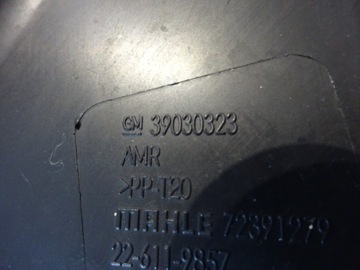 GM 39030323
AMR
>PP-T20
MAHLE 72391279
22-611-9857